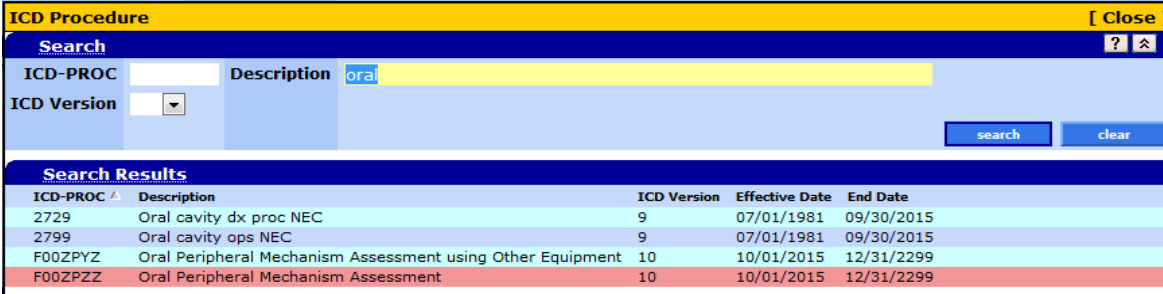 ICD Procedure [ Close
Search ?
ICD-PROC Description oral
ICD Version
search clear
Search Results
ICD-PROC Description ICD Version Effective Date End Date
2729 Oral cavity dx proc NEC 9 07/01/1981 09/30/2015
2799 Oral cavity ops NEC 9 07/01/1981 09/30/2015
F00ZPYZ Oral Peripheral Mechanism Assessment using Other Equipment 10 10/01/2015 12/31/2299
F00ZPZZ Oral Peripheral Mechanism Assessment 10 10/01/2015 12/31/2299